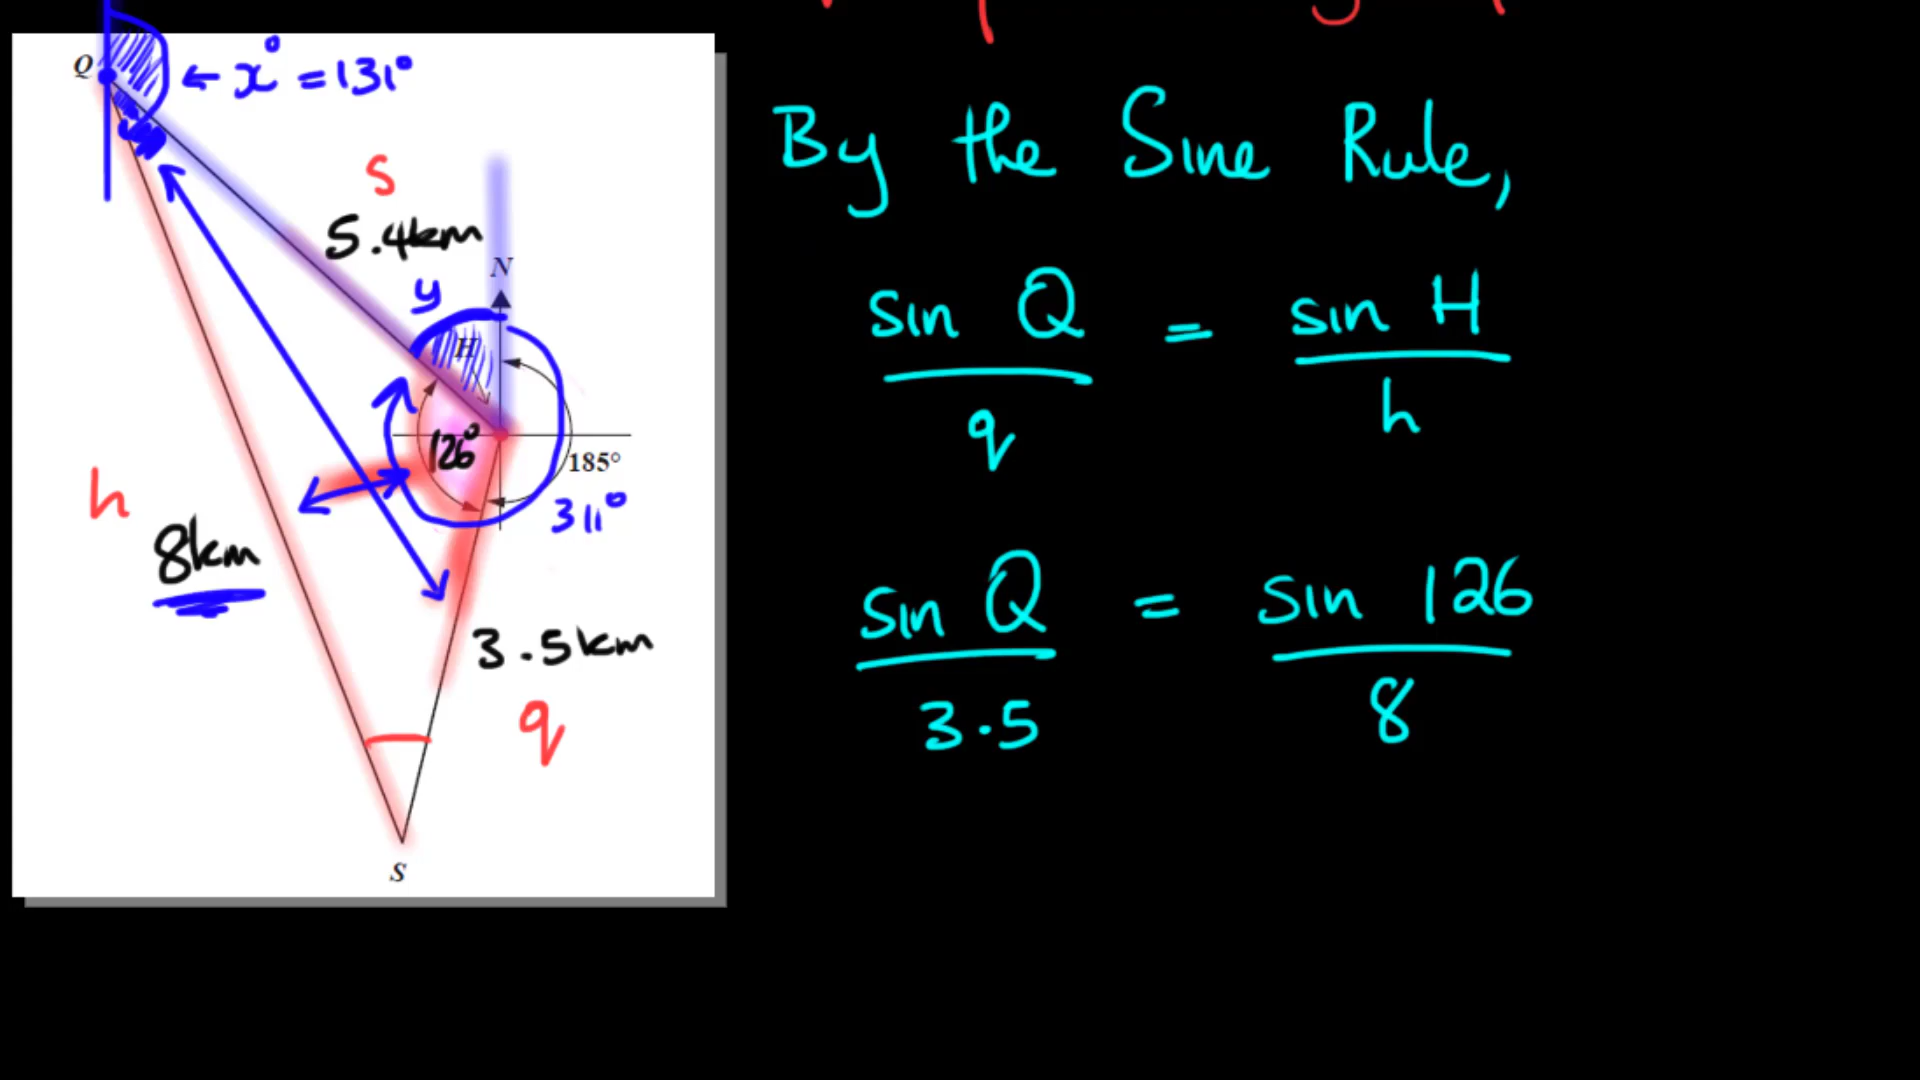 Q
← x° = 131°
s
5.4km
y
N
H
126°
185°
311°
h
8km
3.5km
q
S
By the Sine Rule,
sin Q = sin H
q h
sin Q = sin 126
3.5 8